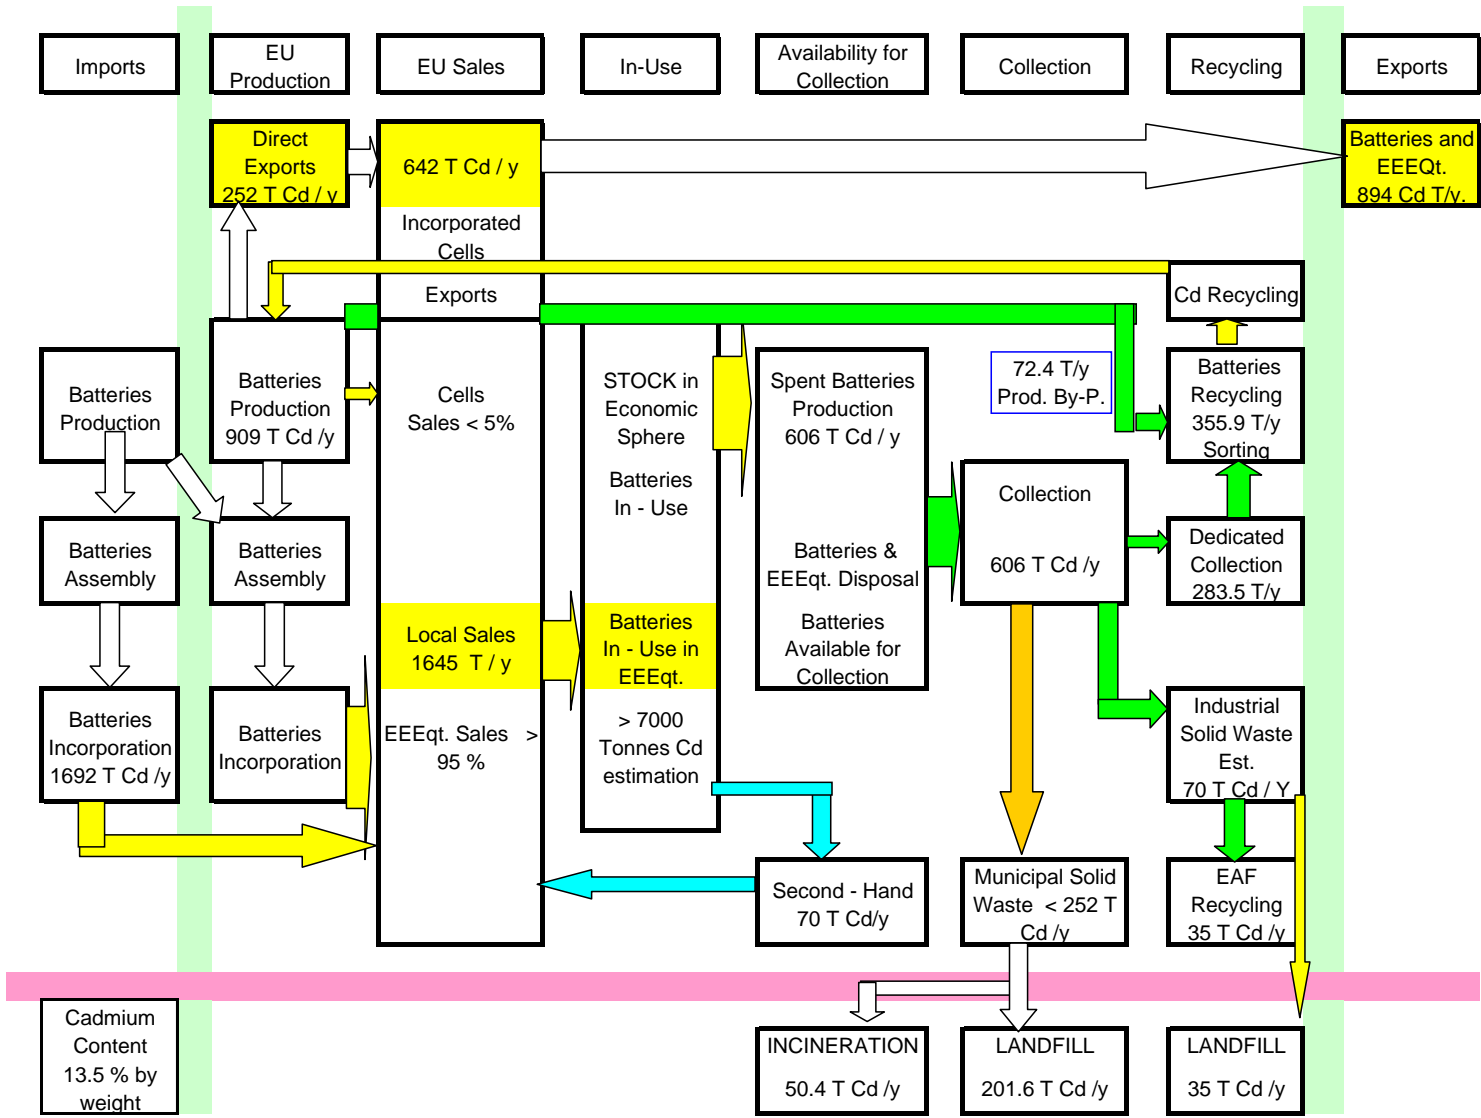 Imports
EU
Production
EU Sales
In-Use
Availability for
Collection
Collection
Recycling
Exports
Direct
Exports
252 T Cd / y
642 T Cd / y
Batteries and
EEEQt.
894 Cd T/y.
Incorporated
Cells
Exports
Cd Recycling
Batteries
Production
Batteries
Production
909 T Cd /y
Cells
Sales < 5%
STOCK in
Economic
Sphere
Batteries
In - Use
Spent Batteries
Production
606 T Cd / y
72.4 T/y
Prod. By-P.
Batteries
Recycling
355.9 T/y
Sorting
Collection
606 T Cd /y
Batteries
Assembly
Batteries
Assembly
Batteries &
EEEqt. Disposal
Dedicated
Collection
283.5 T/y
Local Sales
1645 T / y
Batteries
In - Use in
EEEqt.
Batteries
Available for
Collection
Batteries
Incorporation
1692 T Cd /y
Batteries
Incorporation
EEEqt. Sales >
95 %
> 7000
Tonnes Cd
estimation
Industrial
Solid Waste
Est.
70 T Cd / Y
Second - Hand
70 T Cd/y
Municipal Solid
Waste < 252 T
Cd /y
EAF
Recycling
35 T Cd /y
Cadmium
Content
13.5 % by
weight
INCINERATION
50.4 T Cd /y
LANDFILL
201.6 T Cd /y
LANDFILL
35 T Cd /y